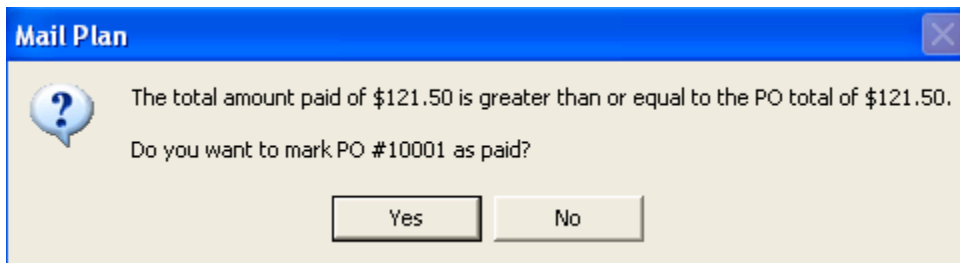 Mail Plan
The total amount paid of $121.50 is greater than or equal to the PO total of $121.50.
Do you want to mark PO #10001 as paid?
Yes
No